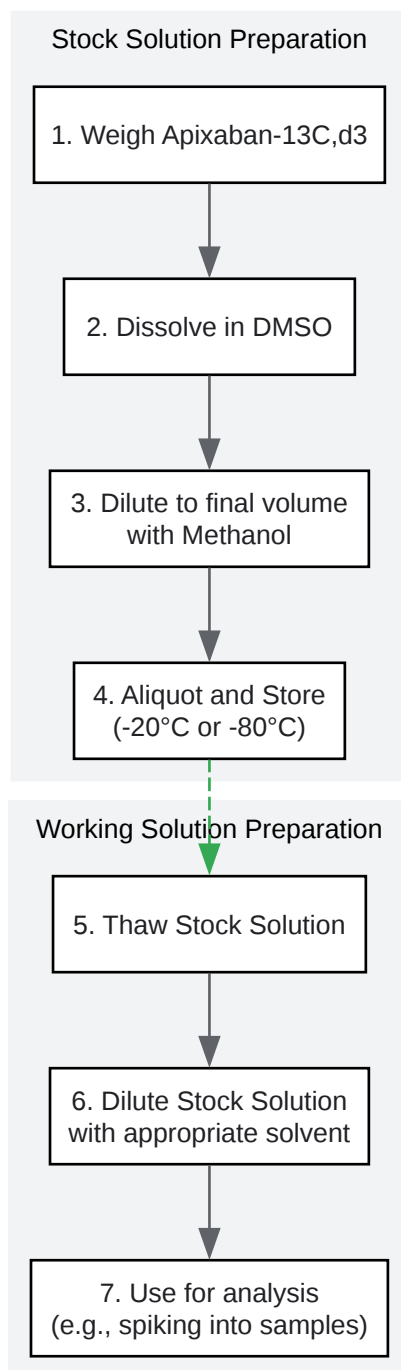 Stock Solution Preparation
1. Weigh Apixaban-13C,d3
2. Dissolve in DMSO
3. Dilute to final volume
with Methanol
4. Aliquot and Store
(-20°C or -80°C)
Working Solution Preparation
5. Thaw Stock Solution
6. Dilute Stock Solution
with appropriate solvent
7. Use for analysis
(e.g., spiking into samples)